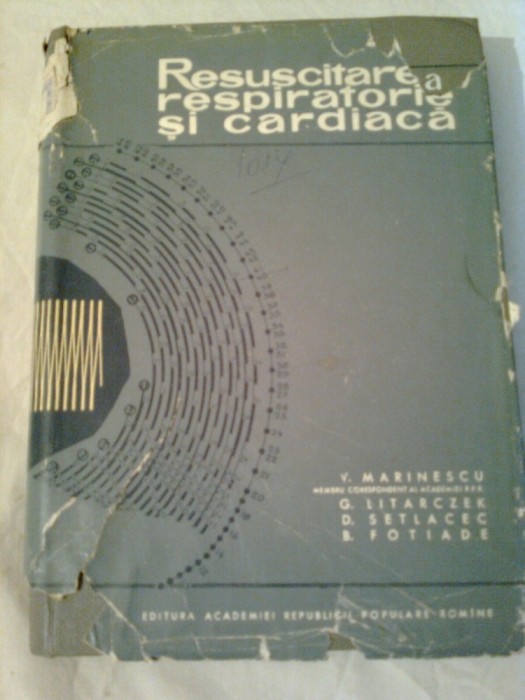 Resuscitarea
respiratorie
și cardiacă
V. MARINESCU
MEMBRU CORESPONDENT AL ACADEMIEI R.P.R.
G. LITARCZEK
D. SETLACEC
B. FOTIADE
EDITURA ACADEMIEI REPUBLICII POPULARE ROMÎNE